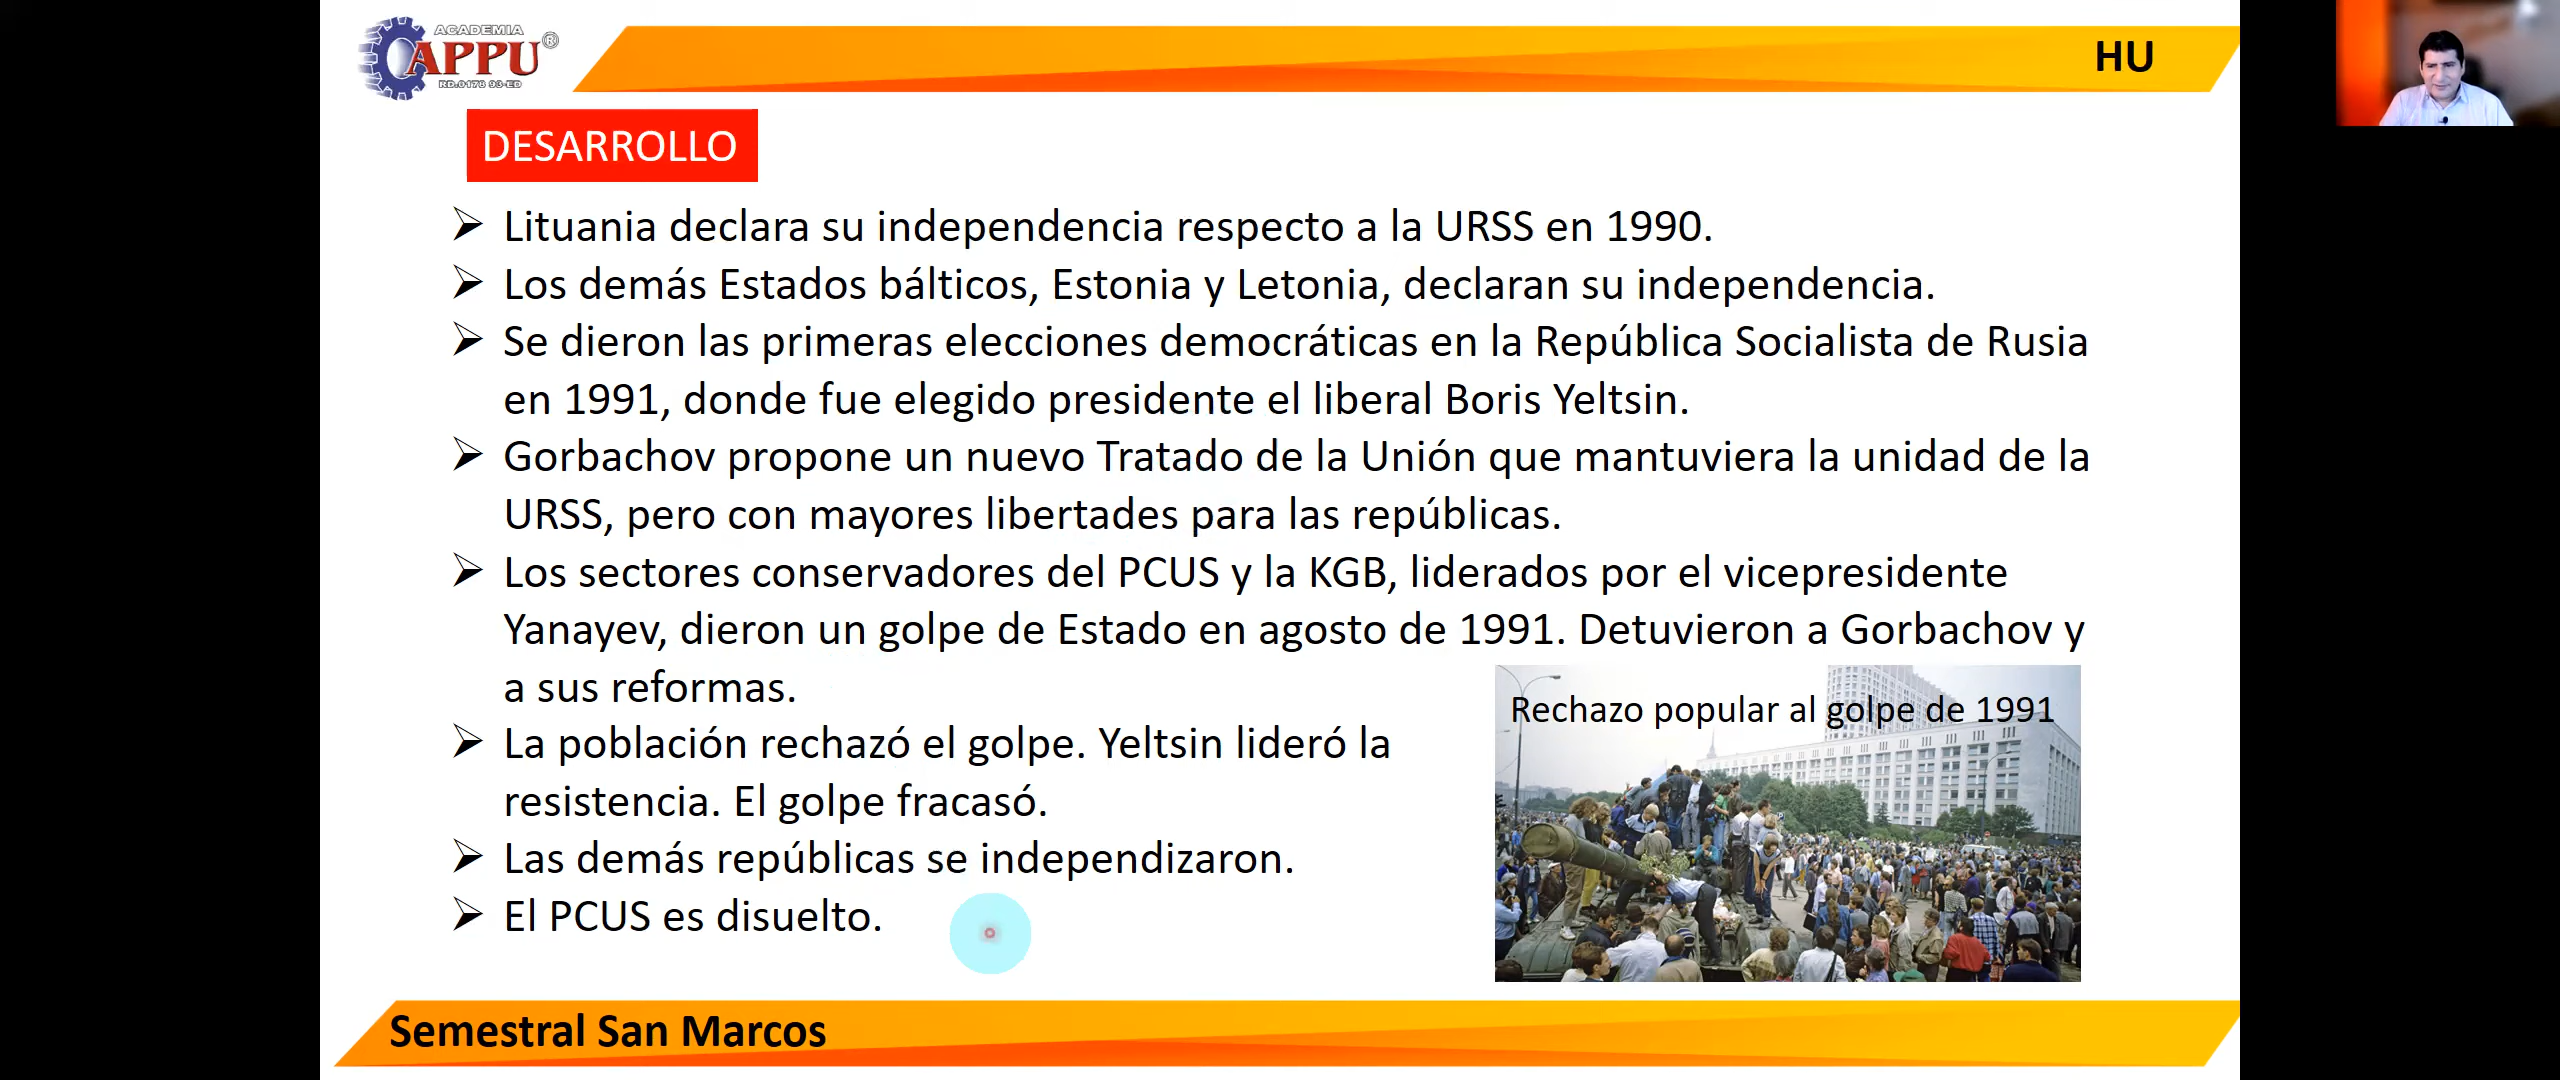 ACADEMIA
APPU®
RD.0178 93-ED
HU
DESARROLLO
➢ Lituania declara su independencia respecto a la URSS en 1990.
➢ Los demás Estados bálticos, Estonia y Letonia, declaran su independencia.
➢ Se dieron las primeras elecciones democráticas en la República Socialista de Rusia
en 1991, donde fue elegido presidente el liberal Boris Yeltsin.
➢ Gorbachov propone un nuevo Tratado de la Unión que mantuviera la unidad de la
URSS, pero con mayores libertades para las repúblicas.
➢ Los sectores conservadores del PCUS y la KGB, liderados por el vicepresidente
Yanayev, dieron un golpe de Estado en agosto de 1991. Detuvieron a Gorbachov y
a sus reformas.
➢ La población rechazó el golpe. Yeltsin lideró la
resistencia. El golpe fracasó.
➢ Las demás repúblicas se independizaron.
➢ El PCUS es disuelto.
Rechazo popular al golpe de 1991
Semestral San Marcos